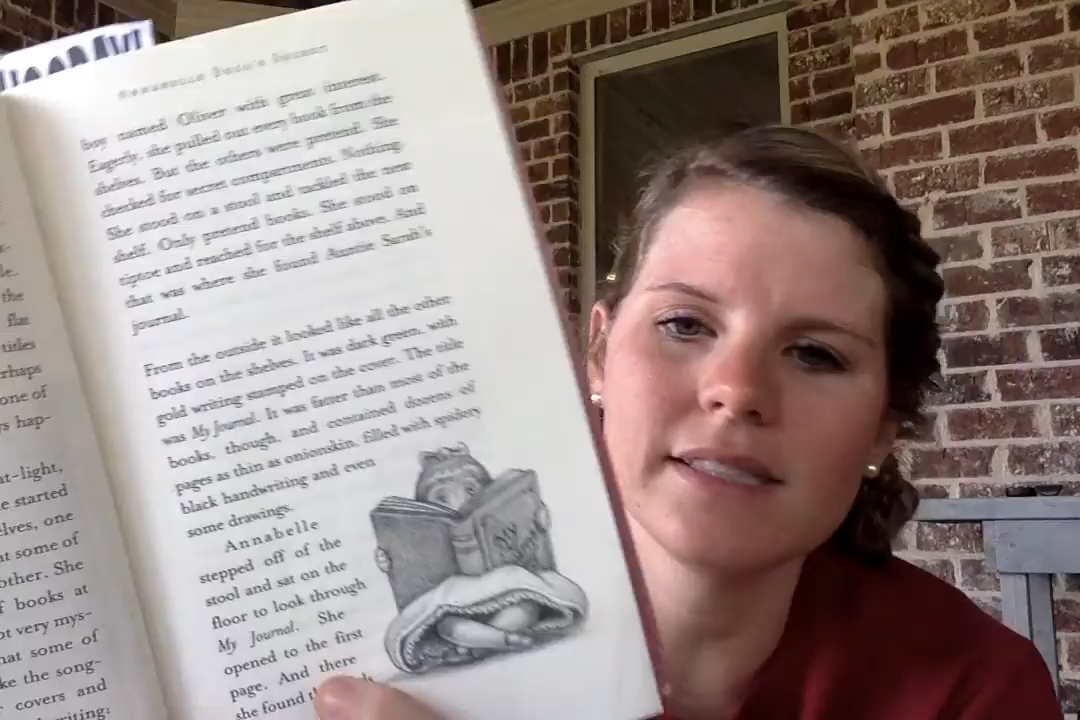 le.
the
flat
titles
rhaps
one of
ys hap-
nt-light,
e started
elves, one
at some of
other. She
f books at
ot very mys-
hat some of
ke the song-
covers and
writing:
boy named Oliver with great interest.
Eagerly, she pulled out every book from the
shelves. But the others were pretend. She
checked for secret compartments. Nothing.
She stood on a stool and tackled the next
shelf. Only pretend books. She stood on
tiptoe and reached for the shelf above. And
that was where she found Auntie Sarah's
journal.
From the outside it looked like all the other
books on the shelves. It was dark green, with
gold writing stamped on the cover. The title
was My Journal. It was fatter than most of the
books, though, and contained dozens of
pages as thin as onionskin, filled with spidery
black handwriting and even
some drawings.
Annabelle
stepped off of the
stool and sat on the
floor to look through
My Journal. She
opened to the first
page. And there
she found
My Journal